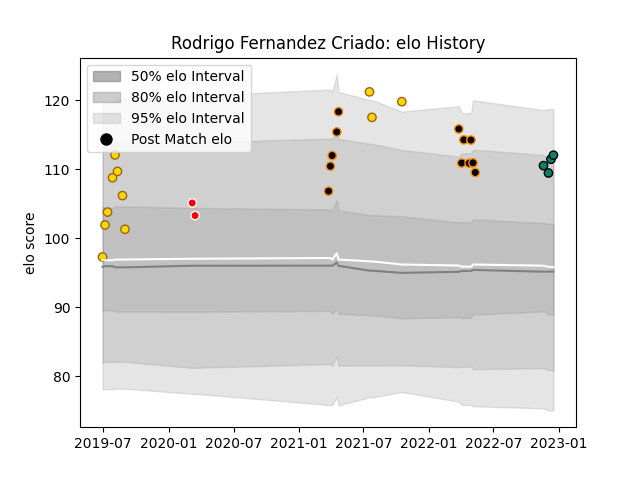 Rodrigo Fernandez Criado: elo History
50% elo Interval
80% elo Interval
95% elo Interval
Post Match elo
elo score
120
110
100
90
80
2019-07 2020-01 2020-07 2021-01 2021-07 2022-01 2022-07 2023-01